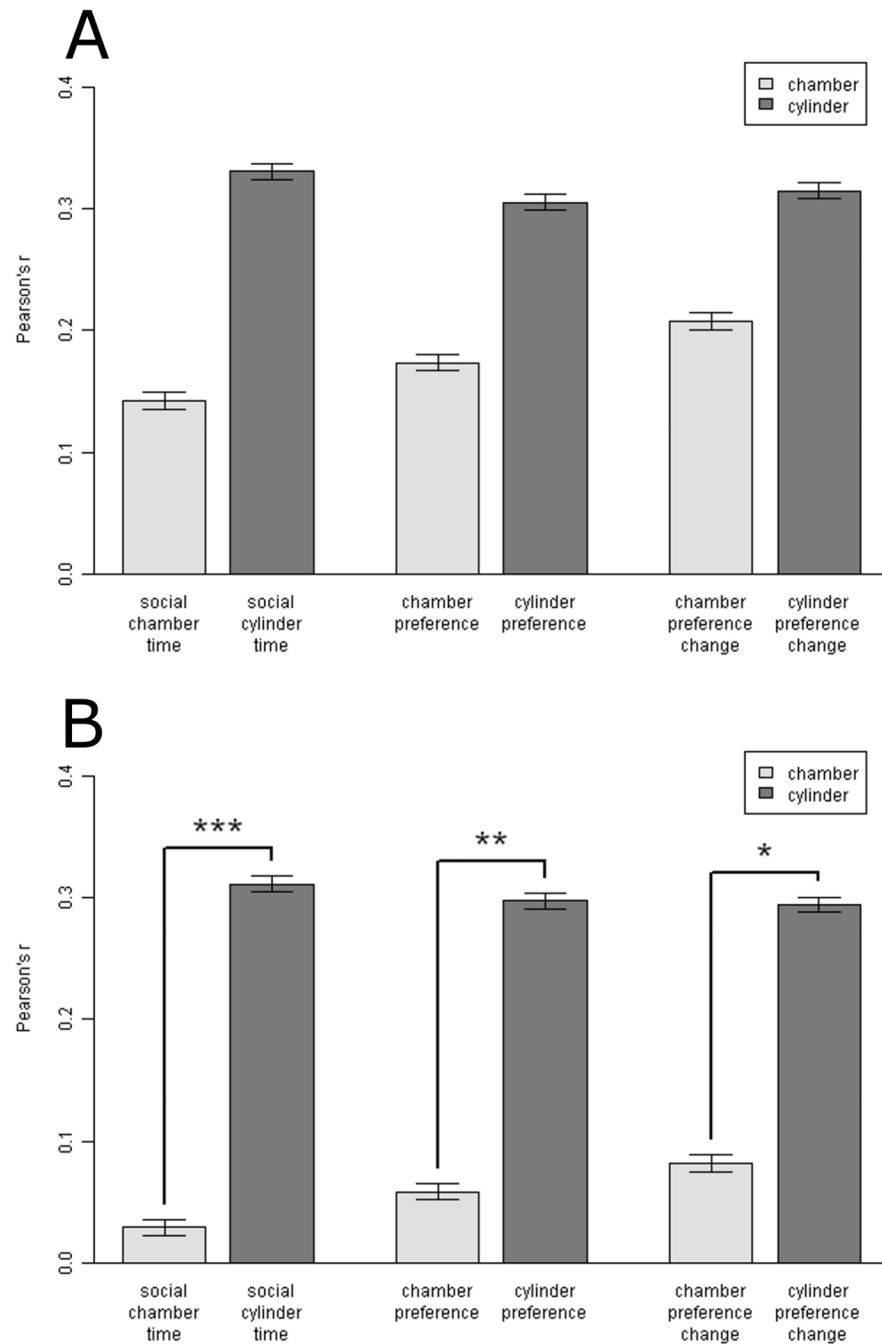 A
chamber
cylinder
Pearson's r
0.4
0.3
0.2
0.1
0.0
social
chamber
time
social
cylinder
time
chamber
preference
cylinder
preference
chamber
preference
change
cylinder
preference
change
B
chamber
cylinder
Pearson's r
0.4
0.3
0.2
0.1
0.0
***
**
*
social
chamber
time
social
cylinder
time
chamber
preference
cylinder
preference
chamber
preference
change
cylinder
preference
change